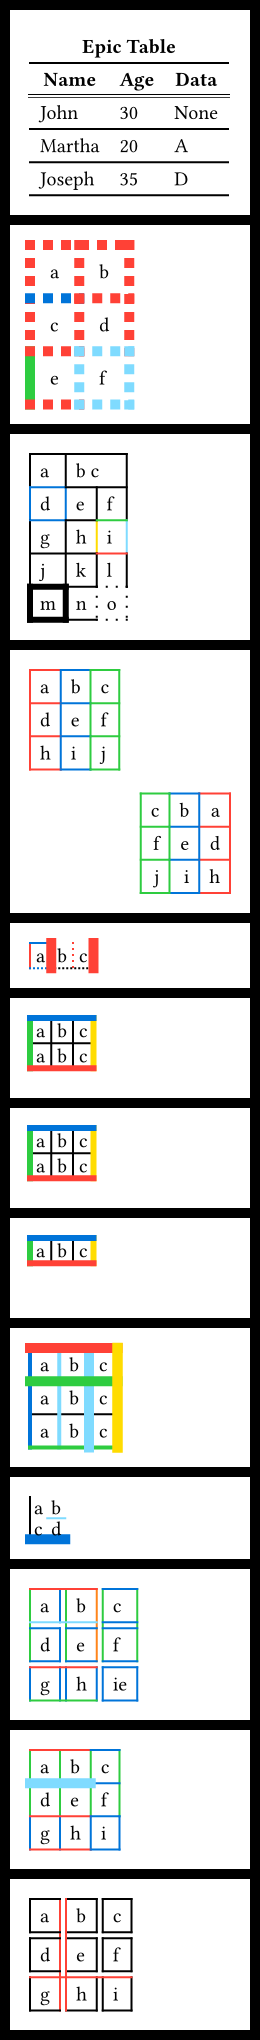 Epic Table
Name Age Data
John 30 None
Martha 20 A
Joseph 35 D
a b
c d
e f
a b c
d e f
g h i
j k l
m n o
a b c
d e f
h i j
c b a
f e d
j i h
a b c
a b c
a b c
a b c
a b c
a b c
a b c
a b c
a b c
a b
c d
a b c
d e f
g h ie
a b c
d e f
g h i
a b c
d e f
g h i